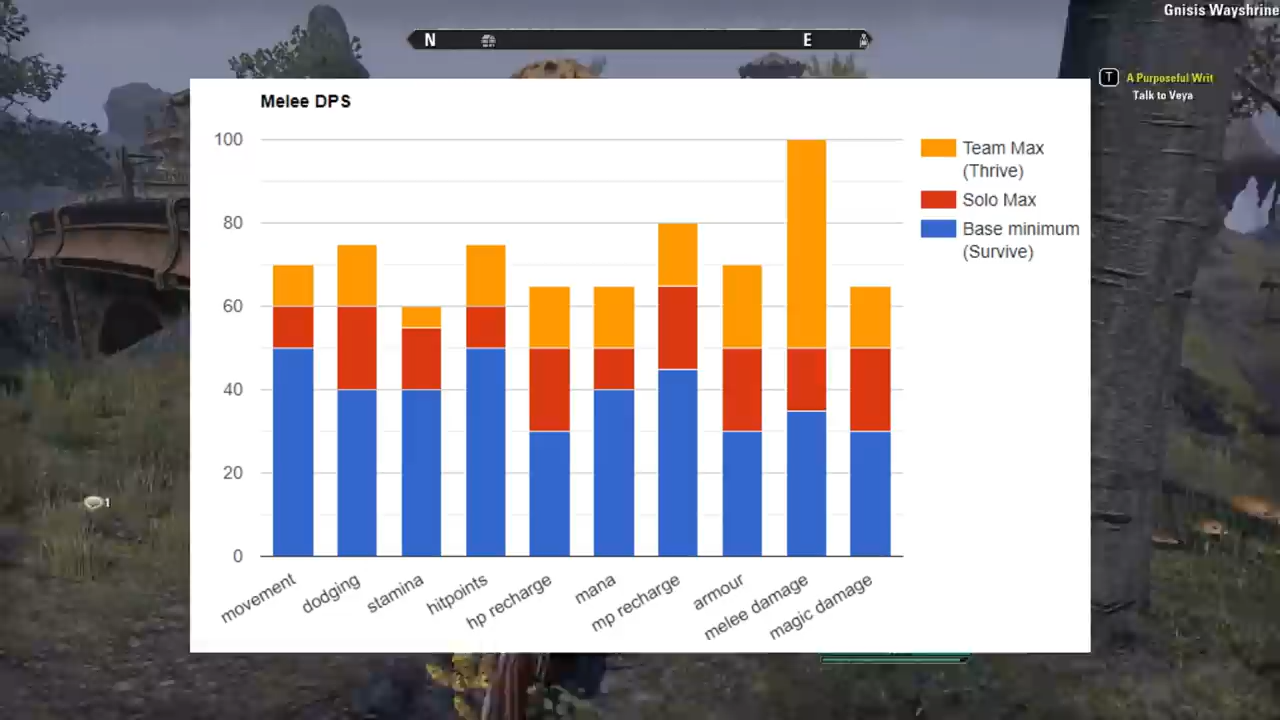 Gnisis Wayshrine
N
E
T
A Purposeful Writ
Talk to Veya
1
Melee DPS
100
80
60
40
20
0
Team Max
(Thrive)
Solo Max
Base minimum
(Survive)
movement
dodging
stamina
hitpoints
hp recharge
mana
mp recharge
armour
melee damage
magic damage